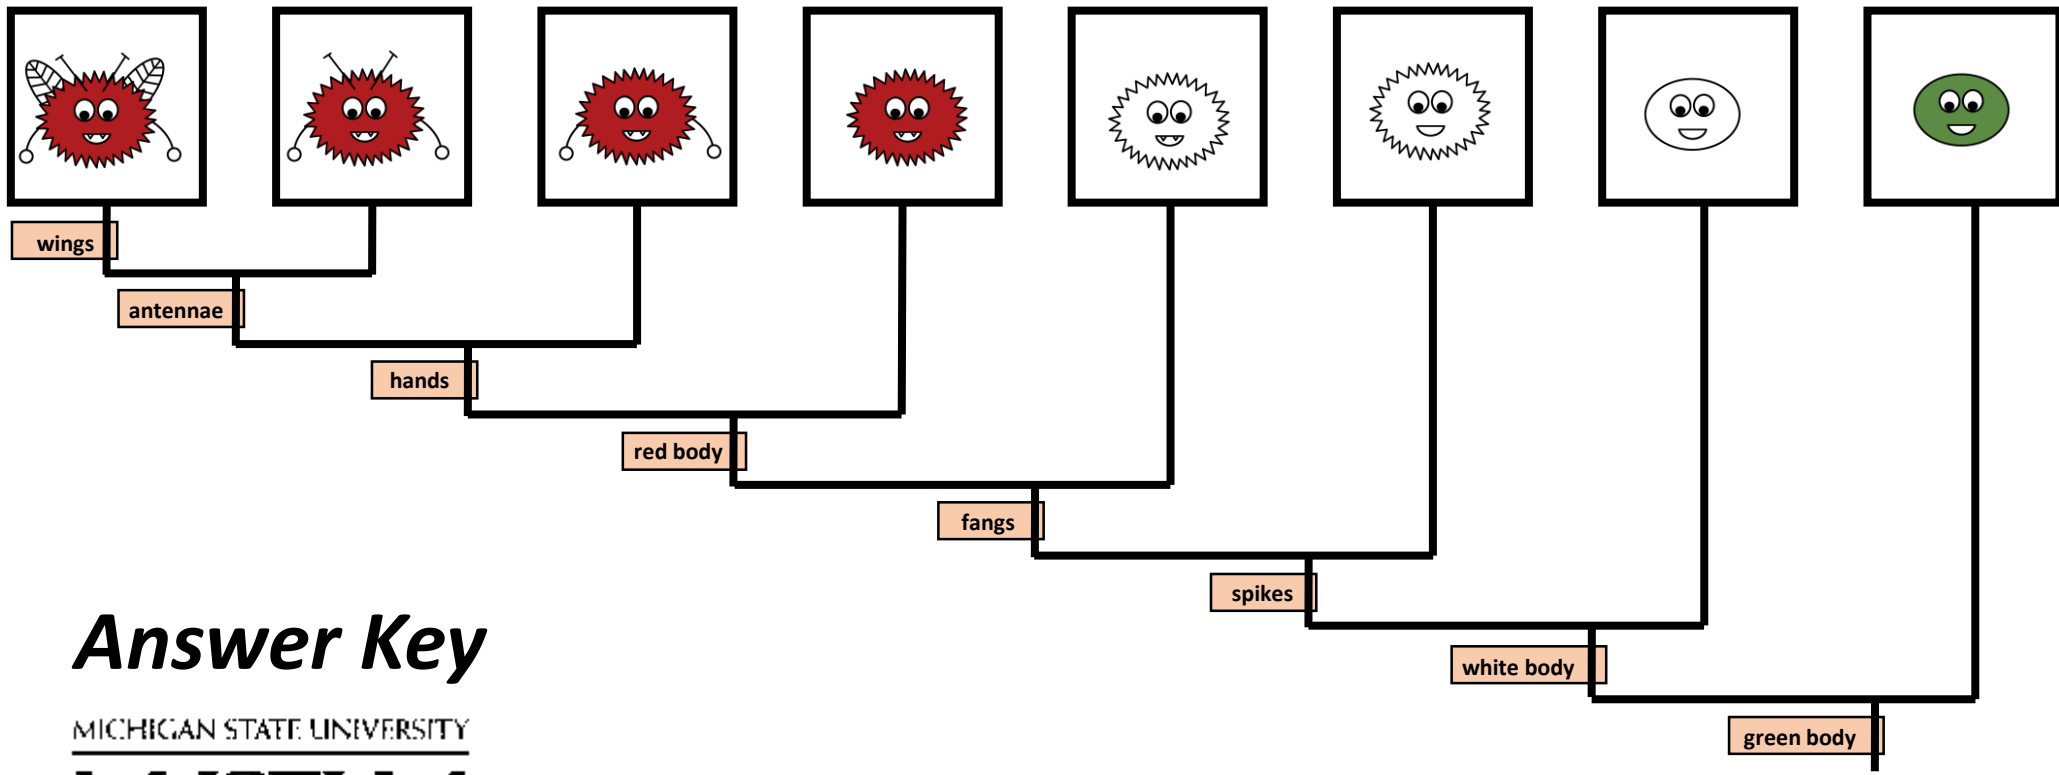 wings
antennae
hands
red body
fangs
spikes
white body
green body
Answer Key
MICHIGAN STATE UNIVERSITY